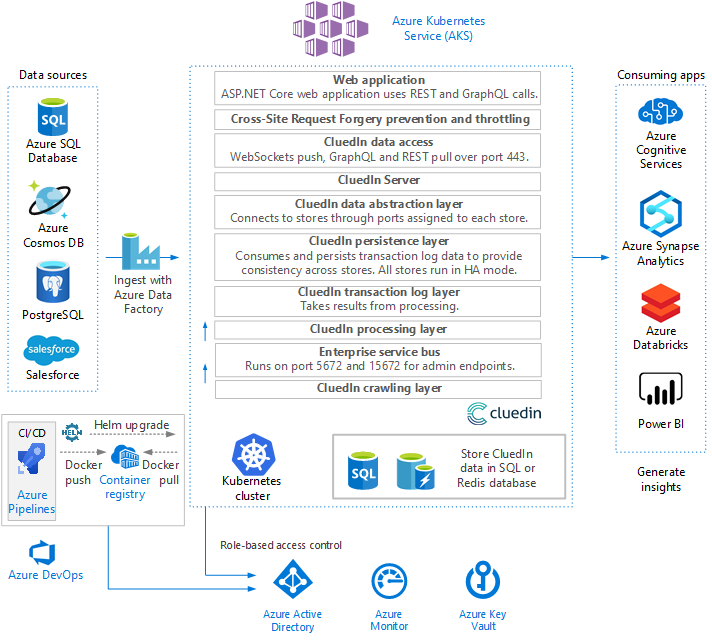 Azure Kubernetes
Service (AKS)
Data sources
Azure SQL
Database
Azure
Cosmos DB
PostgreSQL
salesforce
Salesforce
SQL
Ingest with
Azure Data
Factory
Web application
ASP.NET Core web application uses REST and GraphQL calls.
Cross-Site Request Forgery prevention and throttling
CluedIn data access
WebSockets push, GraphQL and REST pull over port 443.
CluedIn Server
CluedIn data abstraction layer
Connects to stores through ports assigned to each store.
CluedIn persistence layer
Consumes and persists transaction log data to provide
consistency across stores. All stores run in HA mode.
CluedIn transaction log layer
Takes results from processing.
CluedIn processing layer
Enterprise service bus
Runs on port 5672 and 15672 for admin endpoints.
CluedIn crawling layer
cluedin
Kubernetes
cluster
SQL
Store CluedIn
data in SQL or
Redis database
Consuming apps
Azure
Cognitive
Services
Azure Synapse
Analytics
Azure
Databricks
Power BI
Generate
insights
CI/CD
Azure
Pipelines
HELM
Helm upgrade
Docker
push
Container
registry
Docker
pull
Azure DevOps
Role-based access control
Azure Active
Directory
Azure
Monitor
Azure Key
Vault